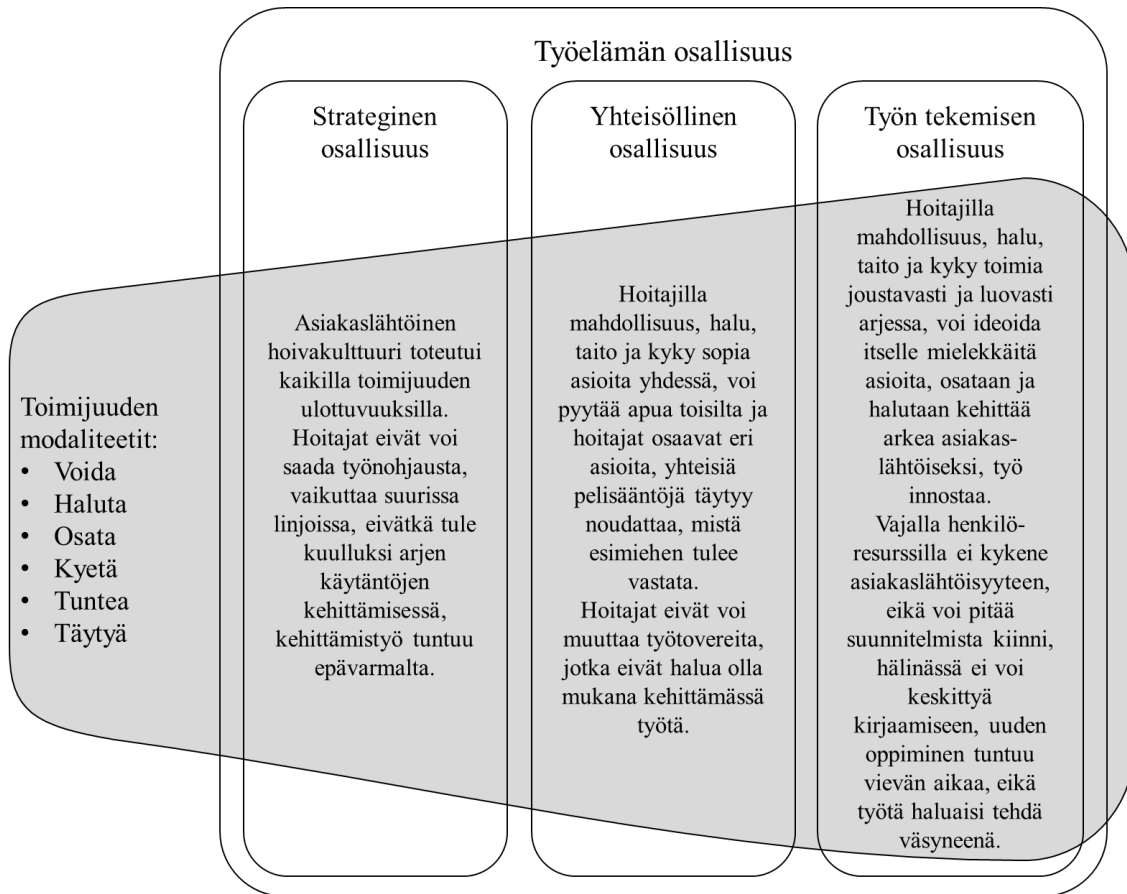 Työelämän osallisuus
Toimijuuden
modaliteetit:
• Voida
• Haluta
• Osata
• Kyetä
• Tuntea
• Täytyä
Strateginen
osallisuus
Asiakaslähtöinen
hoivakulttuuri toteutui
kaikilla toimijuuden
ulottuvuuksilla.
Hoitajat eivät voi
saada työnohjausta,
vaikuttaa suurissa
linjoissa, eivätkä tule
kuulluksi arjen
käytäntöjen
kehittämisessä,
kehittämistyö tuntuu
epävarmalta.
Yhteisöllinen
osallisuus
Hoitajilla
mahdollisuus, halu,
taito ja kyky sopia
asioita yhdessä, voi
pyytää apua toisilta ja
hoitajat osaavat eri
asioita, yhteisiä
pelisääntöjä täytyy
noudattaa, mistä
esimiehen tulee
vastata.
Hoitajat eivät voi
muuttaa työtovereita,
jotka eivät halua olla
mukana kehittämässä
työtä.
Työn tekemisen
osallisuus
Hoitajilla
mahdollisuus, halu,
taito ja kyky toimia
joustavasti ja luovasti
arjessa, voi ideoida
itselle mielekkäitä
asioita, osataan ja
halutaan kehittää
arkea asiakas-
lähtöiseksi, työ
innostaa.
Vajalla henkilö-
resurssilla ei kykene
asiakaslähtöisyyteen,
eikä voi pitää
suunnitelmista kiinni,
hälinässä ei voi
keskittyä
kirjaamiseen, uuden
oppiminen tuntuu
vievän aikaa, eikä
työtä haluaisi tehdä
väsyneenä.